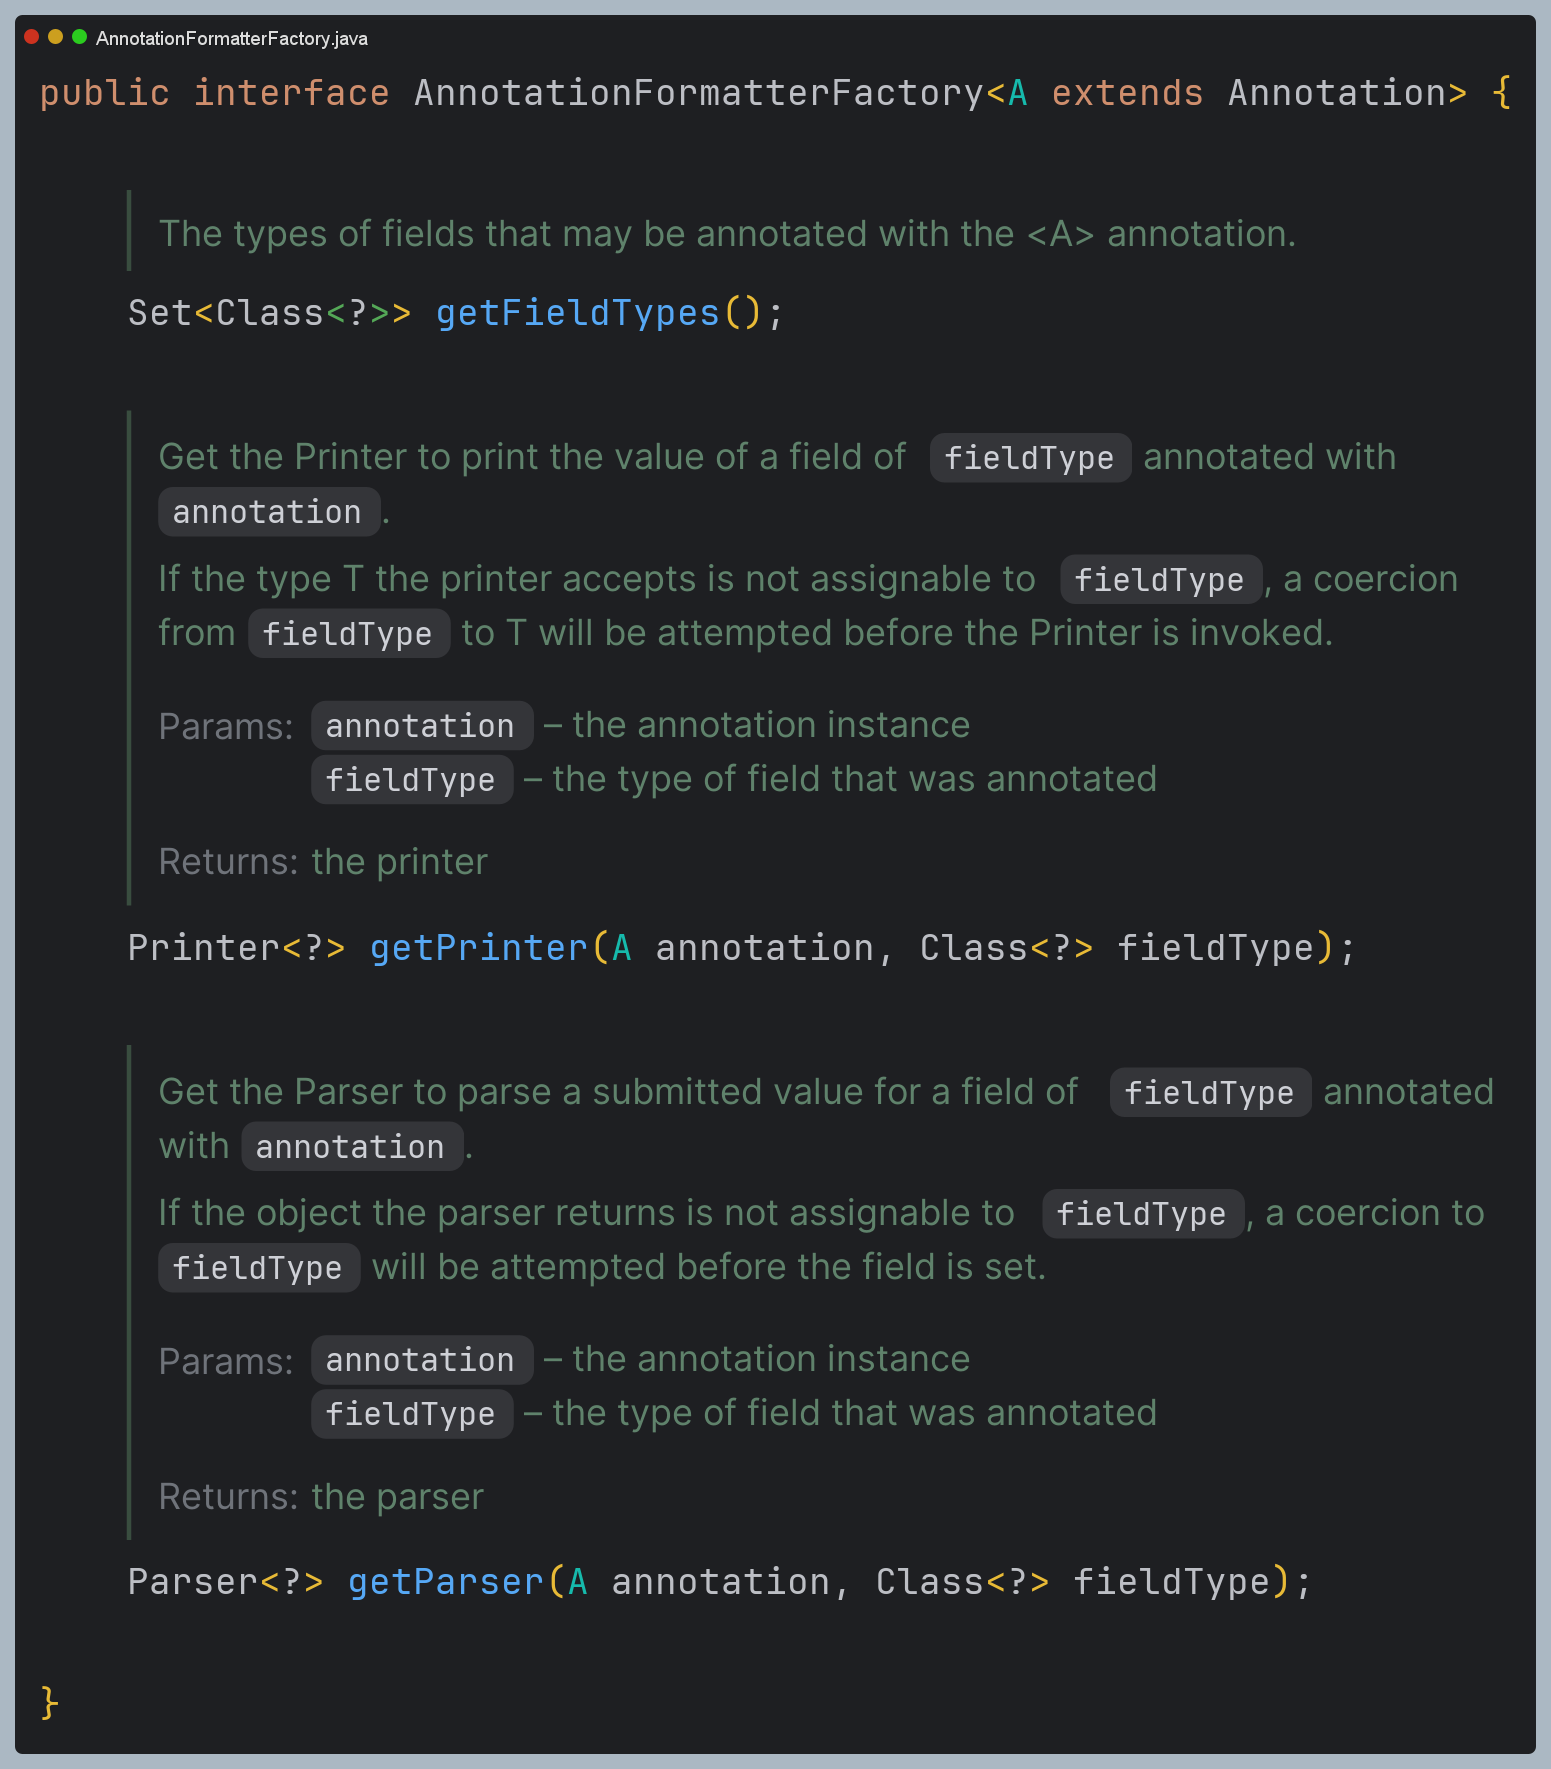 AnnotationFormatterFactory.java
public interface AnnotationFormatterFactory<A extends Annotation> {
The types of fields that may be annotated with the <A> annotation.
Set<Class<?>> getFieldTypes();
Get the Printer to print the value of a field of fieldType annotated with
annotation.
If the type T the printer accepts is not assignable to fieldType, a coercion
from fieldType to T will be attempted before the Printer is invoked.
Params: annotation – the annotation instance
fieldType – the type of field that was annotated
Returns: the printer
Printer<?> getPrinter(A annotation, Class<?> fieldType);
Get the Parser to parse a submitted value for a field of fieldType annotated
with annotation.
If the object the parser returns is not assignable to fieldType, a coercion to
fieldType will be attempted before the field is set.
Params: annotation – the annotation instance
fieldType – the type of field that was annotated
Returns: the parser
Parser<?> getParser(A annotation, Class<?> fieldType);
}